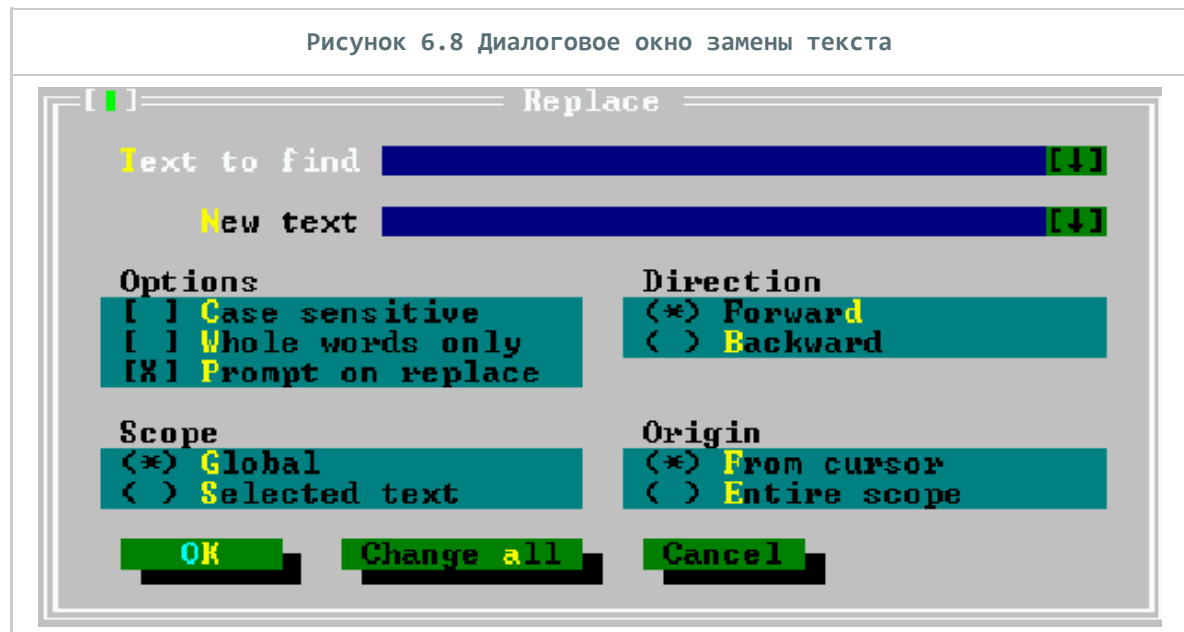 Рисунок 6.8 Диалоговое окно замены текста
[▮] Replace
Text to find [↓]
New text [↓]
Options
[ ] Case sensitive
[ ] Whole words only
[X] Prompt on replace
Direction
(*) Forward
( ) Backward
Scope
(*) Global
( ) Selected text
Origin
(*) From cursor
( ) Entire scope
OK Change all Cancel